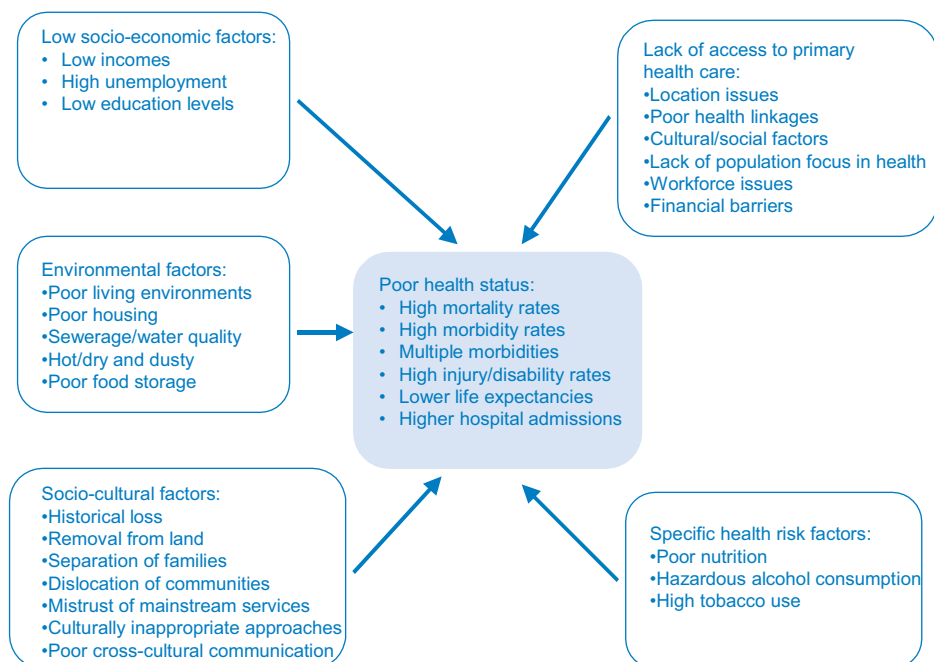 Low socio-economic factors:
• Low incomes
• High unemployment
• Low education levels
Lack of access to primary
health care:
•Location issues
•Poor health linkages
•Cultural/social factors
•Lack of population focus in health
•Workforce issues
•Financial barriers
Environmental factors:
•Poor living environments
•Poor housing
•Sewerage/water quality
•Hot/dry and dusty
•Poor food storage
Poor health status:
• High mortality rates
• High morbidity rates
• Multiple morbidities
• High injury/disability rates
• Lower life expectancies
• Higher hospital admissions
Socio-cultural factors:
•Historical loss
•Removal from land
•Separation of families
•Dislocation of communities
•Mistrust of mainstream services
•Culturally inappropriate approaches
•Poor cross-cultural communication
Specific health risk factors:
•Poor nutrition
•Hazardous alcohol consumption
•High tobacco use